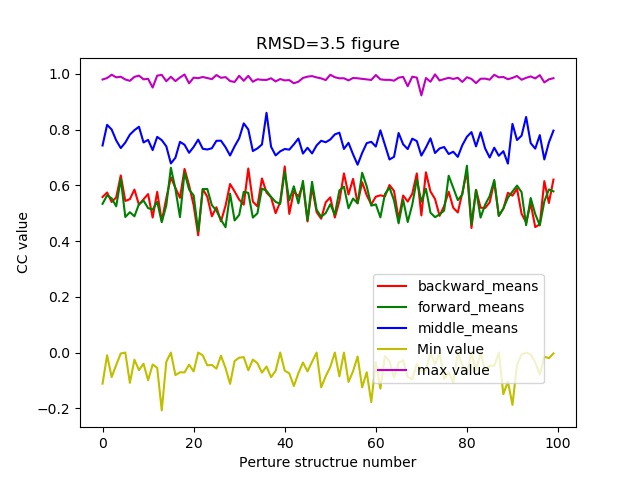 RMSD=3.5 figure
CC value
1.0
0.8
0.6
0.4
0.2
0.0
−0.2
backward_means
forward_means
middle_means
Min value
max value
0 20 40 60 80 100
Perture structrue number